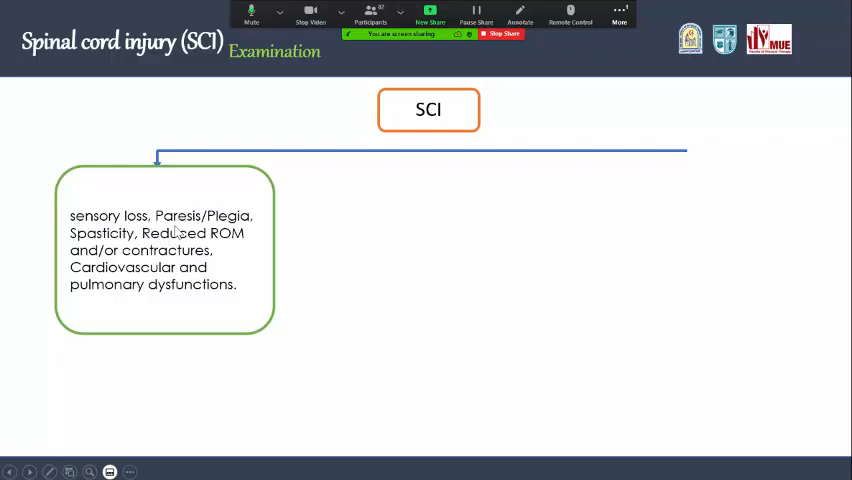 Mute
Stop Video
82
Participants
New Share
Pause Share
Annotate
Remote Control
1
More
You are screen sharing
Stop Share
Spinal cord injury (SCI)
Examination
MUE
SCI
sensory loss, Paresis/Plegia,
Spasticity, Reduced ROM
and/or contractures,
Cardiovascular and
pulmonary dysfunctions.